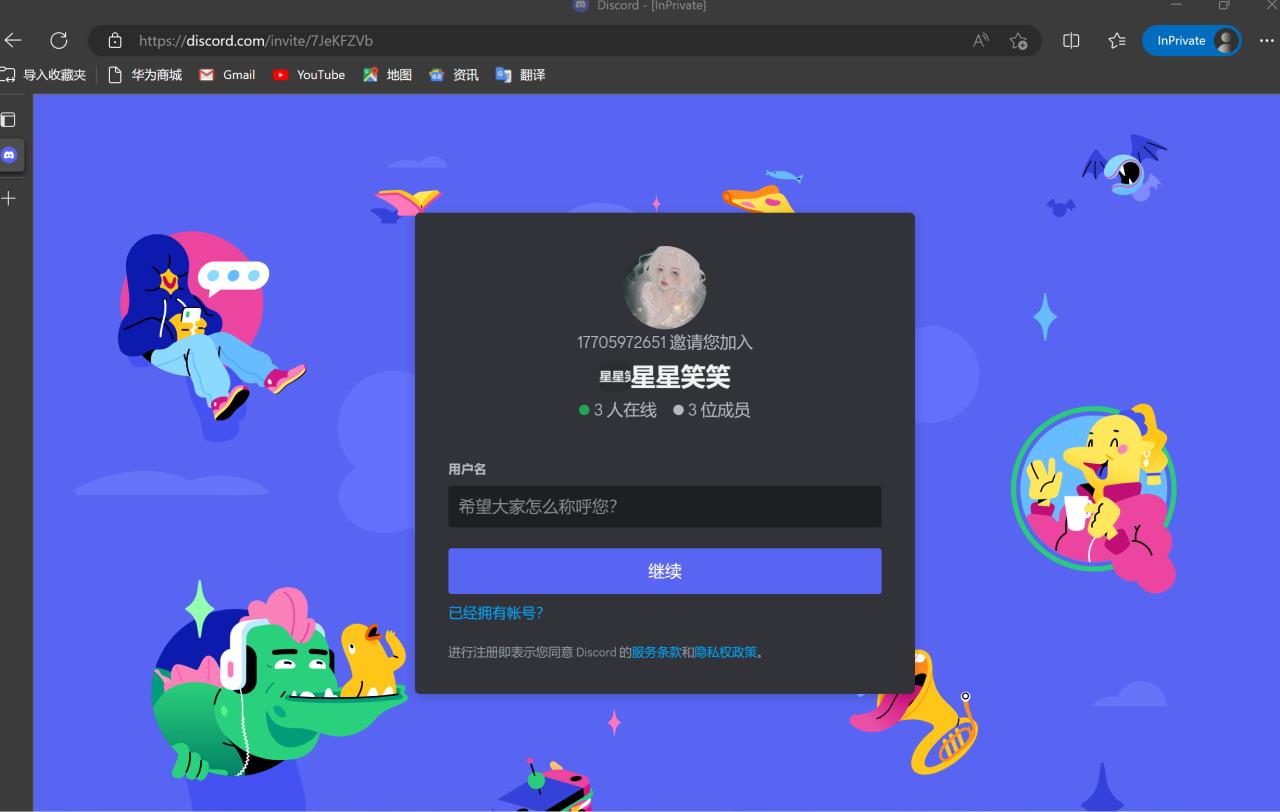 Discord - [InPrivate]
https://discord.com/invite/7JeKFZVb
InPrivate
导入收藏夹 华为商城 Gmail YouTube 地图 资讯 翻译
17705972651 邀请您加入
星星笑 星星笑笑
3 人在线 3 位成员
用户名
希望大家怎么称呼您?
继续
已经拥有帐号?
进行注册即表示您同意 Discord 的服务条款和隐私权政策。